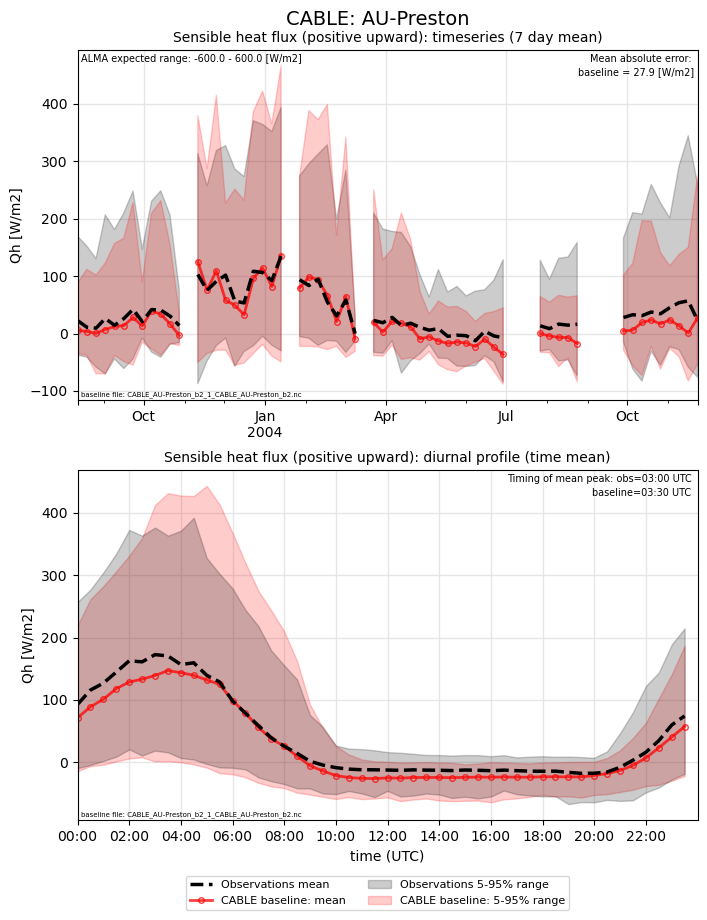 CABLE: AU-Preston
Sensible heat flux (positive upward): timeseries (7 day mean)
ALMA expected range: -600.0 - 600.0 [W/m2]
Mean absolute error:
baseline = 27.9 [W/m2]
Qh [W/m2]
400
300
200
100
0
−100
baseline file: CABLE_AU-Preston_b2_1_CABLE_AU-Preston_b2.nc
Oct
Jan
2004
Apr
Jul
Oct
Sensible heat flux (positive upward): diurnal profile (time mean)
Timing of mean peak: obs=03:00 UTC
baseline=03:30 UTC
Qh [W/m2]
400
300
200
100
0
baseline file: CABLE_AU-Preston_b2_1_CABLE_AU-Preston_b2.nc
00:00 02:00 04:00 06:00 08:00 10:00 12:00 14:00 16:00 18:00 20:00 22:00
time (UTC)
Observations mean
CABLE baseline: mean
Observations 5-95% range
CABLE baseline: 5-95% range